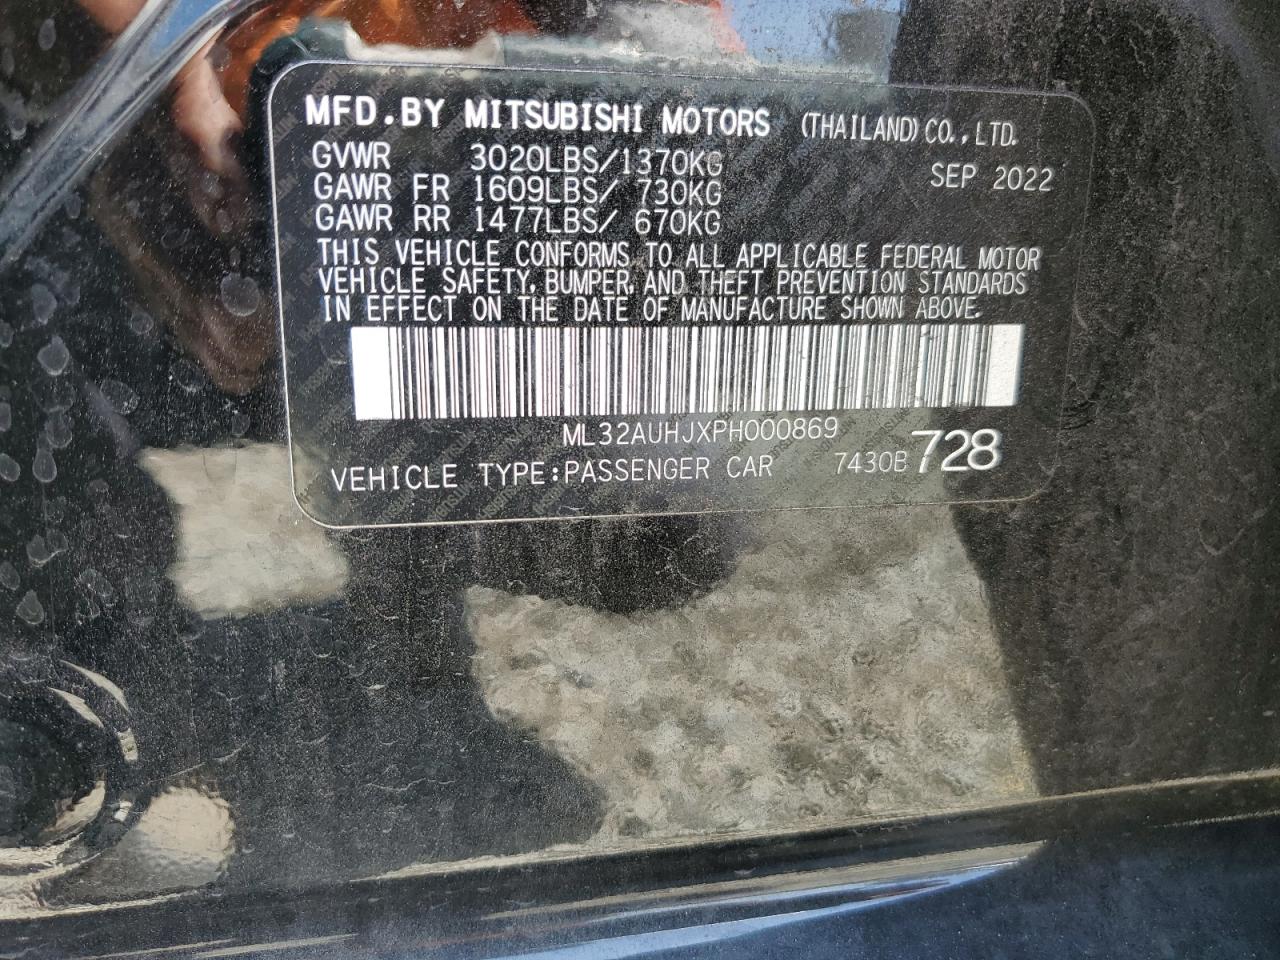 MFD.BY MITSUBISHI MOTORS (THAILAND)CO.,LTD.
GVWR 3020LBS/1370KG SEP 2022
GAWR FR 1609LBS/ 730KG
GAWR RR 1477LBS/ 670KG
THIS VEHICLE CONFORMS TO ALL APPLICABLE FEDERAL MOTOR
VEHICLE SAFETY, BUMPER, AND THEFT PREVENTION STANDARDS
IN EFFECT ON THE DATE OF MANUFACTURE SHOWN ABOVE.
ML32AUHJXPH000869
VEHICLE TYPE:PASSENGER CAR 7430B 728